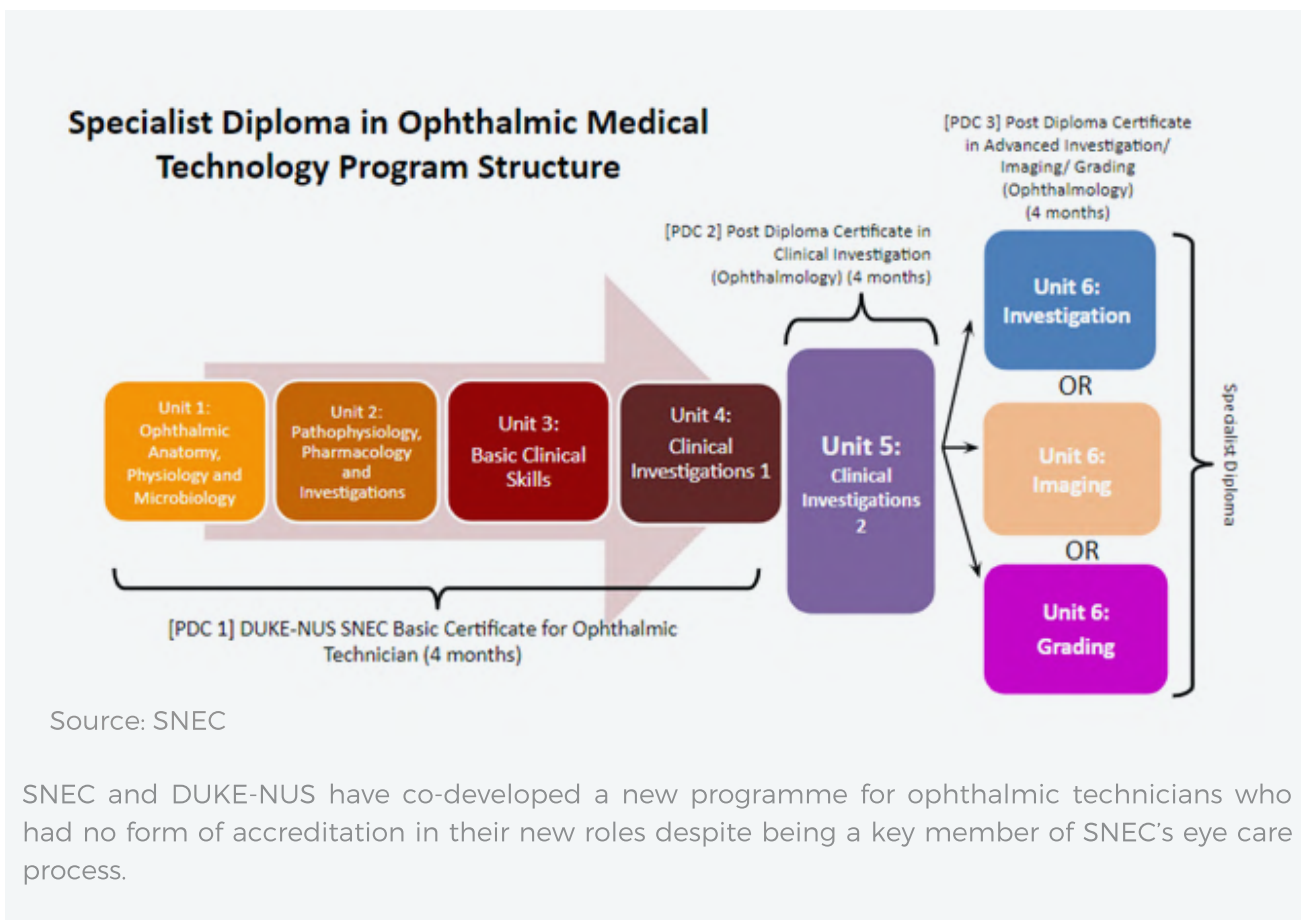 Specialist Diploma in Ophthalmic Medical
Technology Program Structure
[PDC 3] Post Diploma Certificate
in Advanced Investigation/
Imaging/ Grading
(Ophthalmology)
(4 months)
[PDC 2] Post Diploma Certificate in
Clinical Investigation
(Ophthalmology) (4 months)
Unit 1:
Ophthalmic
Anatomy,
Physiology and
Microbiology
Unit 2:
Pathophysiology,
Pharmacology
and
Investigations
Unit 3:
Basic Clinical
Skills
Unit 4:
Clinical
Investigations 1
Unit 5:
Clinical
Investigations
2
Unit 6:
Investigation
OR
Unit 6:
Imaging
OR
Unit 6:
Grading
Specialist Diploma
[PDC 1] DUKE-NUS SNEC Basic Certificate for Ophthalmic
Technician (4 months)
Source: SNEC
SNEC and DUKE-NUS have co-developed a new programme for ophthalmic technicians who
had no form of accreditation in their new roles despite being a key member of SNEC’s eye care
process.